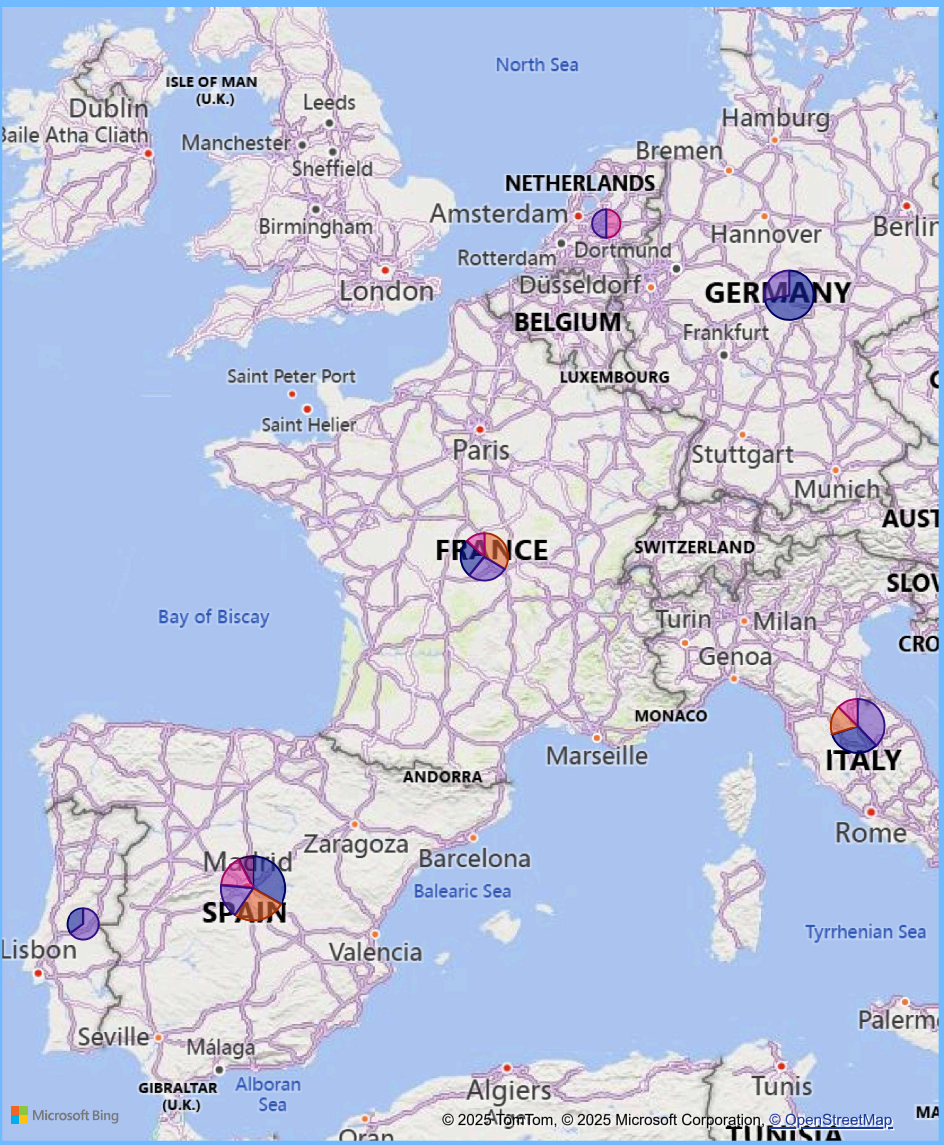 North Sea
ISLE OF MAN
(U.K.)
Dublin
Baile Atha Cliath
Leeds
Manchester
Sheffield
Birmingham
London
Hamburg
Bremen
NETHERLANDS
Amsterdam
Hannover
Berlin
Rotterdam
Dortmund
Düsseldorf
GERMANY
BELGIUM
Frankfurt
LUXEMBOURG
Saint Peter Port
Saint Helier
Paris
Stuttgart
Munich
AUST
FRANCE
SWITZERLAND
SLOV
Bay of Biscay
Turin
Milan
CRO
Genoa
MONACO
Marseille
ITALY
ANDORRA
Rome
Zaragoza
Barcelona
Madrid
Balearic Sea
SPAIN
Tyrrhenian Sea
Lisbon
Valencia
Palermo
Seville
Málaga
GIBRALTAR
(U.K.)
Alboran
Sea
Algiers
Tunis
Microsoft Bing
© 2025 TomTom, © 2025 Microsoft Corporation, © OpenStreetMap
MA
Oran
TUNISIA